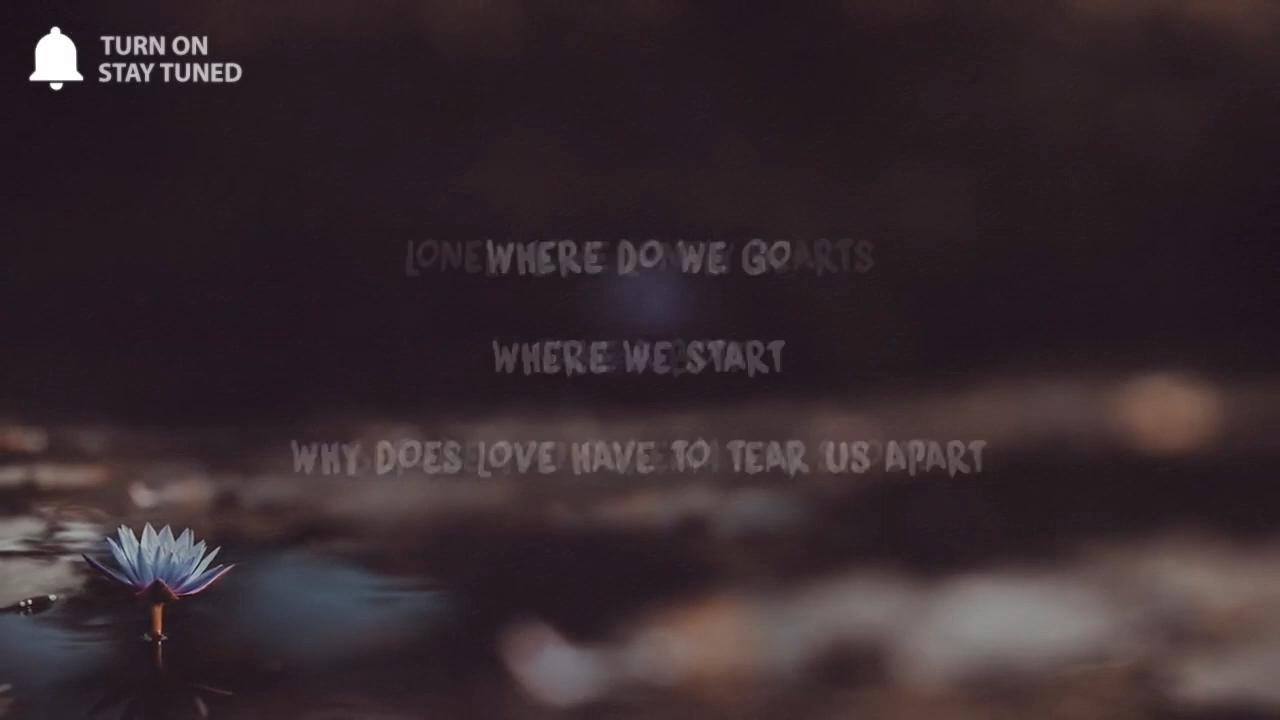 TURN ON
STAY TUNED
WHERE DO WE GO
WHERE WE START
WHY DOES LOVE HAVE TO TEAR US APART